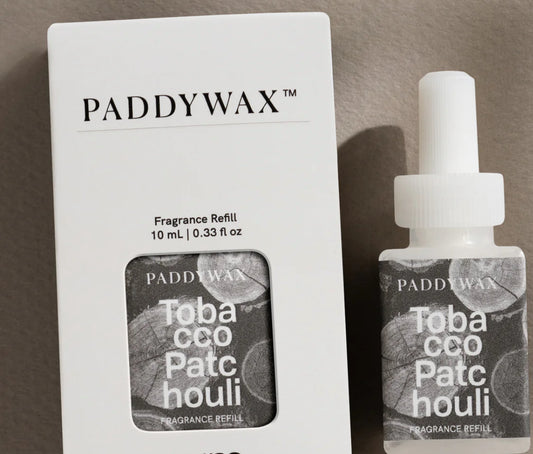 PADDYWAX™
Fragrance Refill
10 mL | 0.33 fl oz
PADDYWAX
Toba
cco
Patc
houli
FRAGRANCE REFILL
PADDYWAX
Toba
cco
Patc
houli
FRAGRANCE REFILL